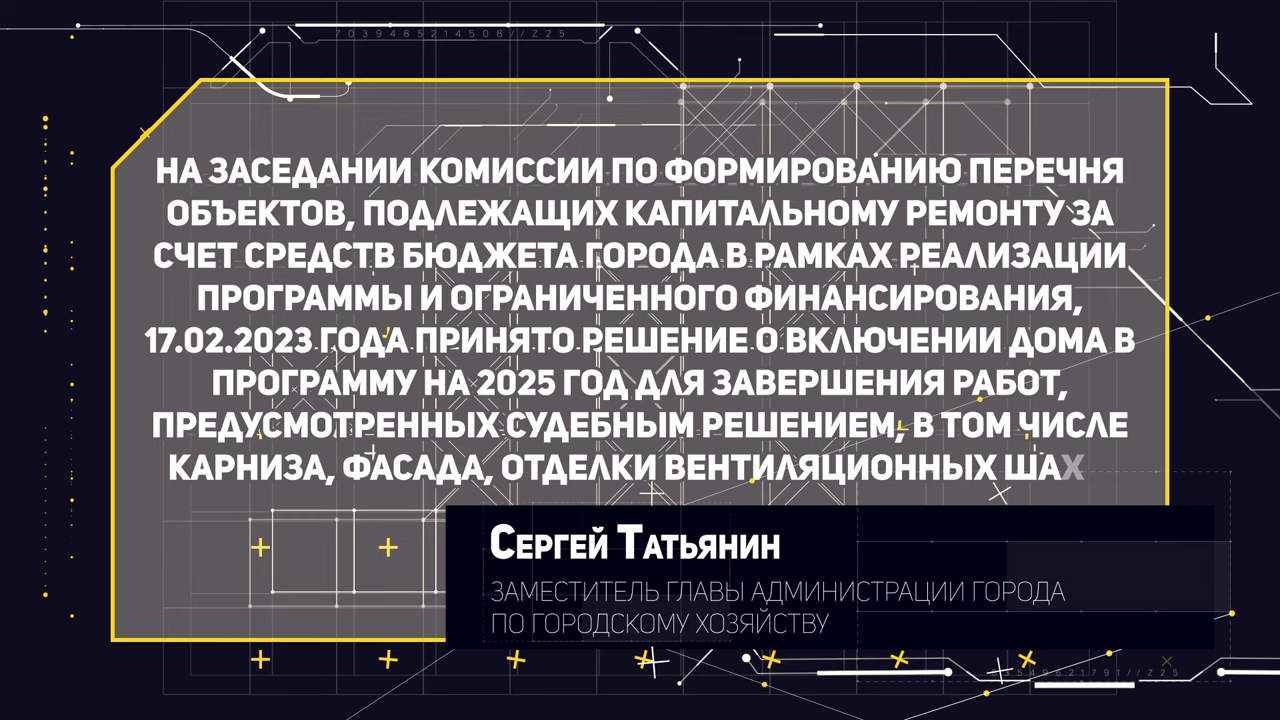 7039485214508//Z25
НА ЗАСЕДАНИИ КОМИССИИ ПО ФОРМИРОВАНИЮ ПЕРЕЧНЯ
ОБЪЕКТОВ, ПОДЛЕЖАЩИХ КАПИТАЛЬНОМУ РЕМОНТУ ЗА
СЧЕТ СРЕДСТВ БЮДЖЕТА ГОРОДА В РАМКАХ РЕАЛИЗАЦИИ
ПРОГРАММЫ И ОГРАНИЧЕННОГО ФИНАНСИРОВАНИЯ,
17.02.2023 ГОДА ПРИНЯТО РЕШЕНИЕ О ВКЛЮЧЕНИИ ДОМА В
ПРОГРАММУ НА 2025 ГОД ДЛЯ ЗАВЕРШЕНИЯ РАБОТ,
ПРЕДУСМОТРЕННЫХ СУДЕБНЫМ РЕШЕНИЕМ, В ТОМ ЧИСЛЕ
КАРНИЗА, ФАСАДА, ОТДЕЛКИ ВЕНТИЛЯЦИОННЫХ ШАХ
СЕРГЕЙ ТАТЬЯНИН
ЗАМЕСТИТЕЛЬ ГЛАВЫ АДМИНИСТРАЦИИ ГОРОДА
ПО ГОРОДСКОМУ ХОЗЯЙСТВУ